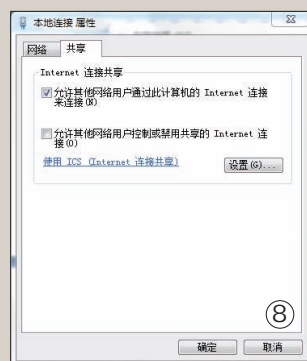 本地连接 属性
网络 共享
Internet 连接共享
允许其他网络用户通过此计算机的 Internet 连接
来连接(N)
允许其他网络用户控制或禁用共享的 Internet 连
接(O)
使用 ICS (Internet 连接共享) 设置(G)...
⑧
确定 取消